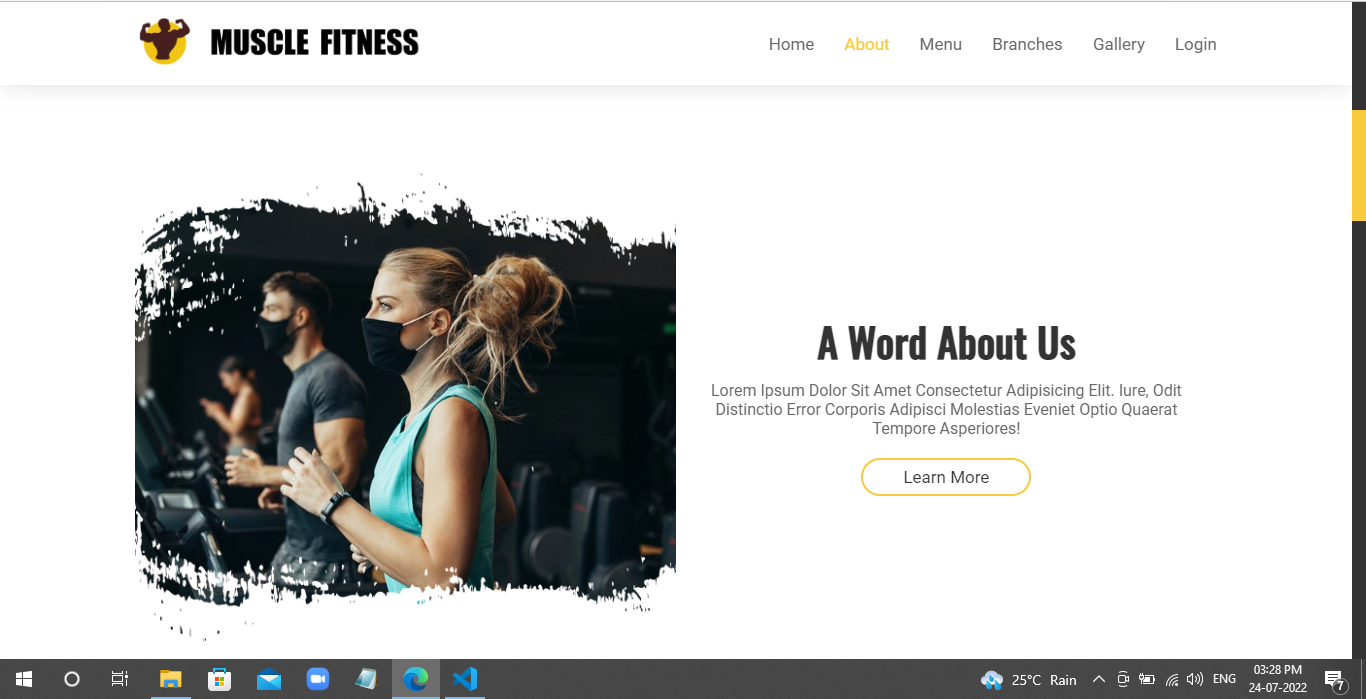 MUSCLE FITNESS
Home About Menu Branches Gallery Login
A Word About Us
Lorem Ipsum Dolor Sit Amet Consectetur Adipisicing Elit. Iure, Odit
Distinctio Error Corporis Adipisci Molestias Eveniet Optio Quaerat
Tempore Asperiores!
Learn More
25°C Rain
ENG
03:28 PM
24-07-2022
7